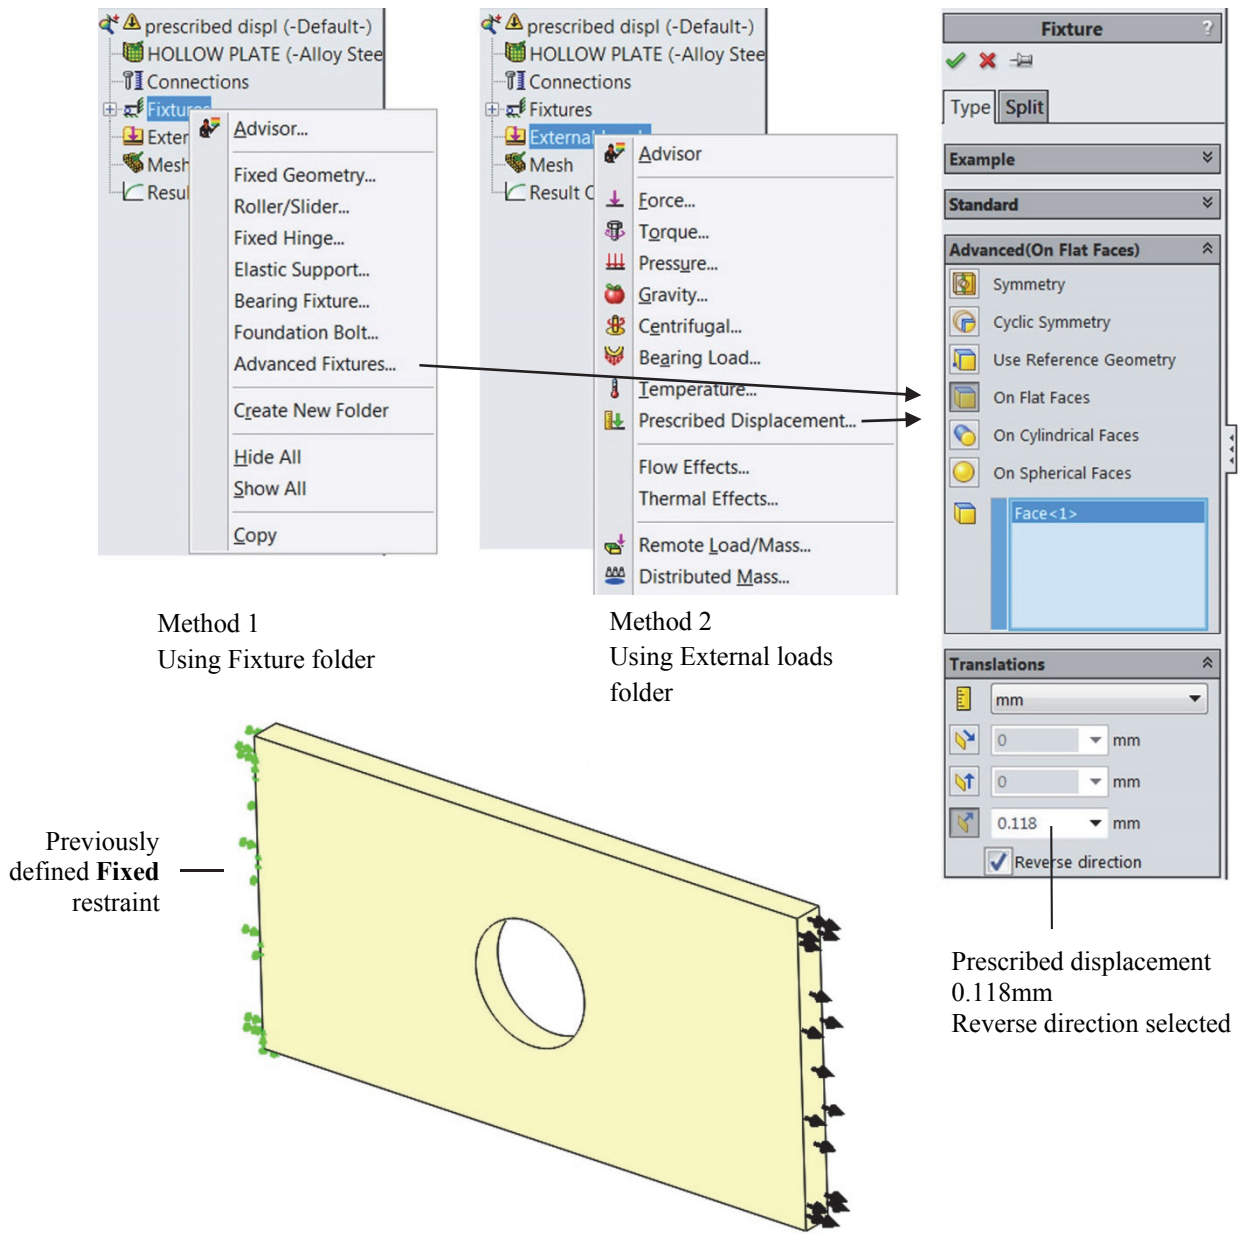 prescribed displ (-Default-)
HOLLOW PLATE (-Alloy Stee
Connections
Fixtures
Exter
Mesh
Resul
Advisor...
Fixed Geometry...
Roller/Slider...
Fixed Hinge...
Elastic Support...
Bearing Fixture...
Foundation Bolt...
Advanced Fixtures...
Create New Folder
Hide All
Show All
Copy
Method 1
Using Fixture folder
prescribed displ (-Default-)
HOLLOW PLATE (-Alloy Stee
Connections
Fixtures
External
Mesh
Result C
Advisor
Force...
Torque...
Pressure...
Gravity...
Centrifugal...
Bearing Load...
Temperature...
Prescribed Displacement...
Flow Effects...
Thermal Effects...
Remote Load/Mass...
Distributed Mass...
Method 2
Using External loads
folder
Fixture ?
Type Split
Example
Standard
Advanced(On Flat Faces)
Symmetry
Cyclic Symmetry
Use Reference Geometry
On Flat Faces
On Cylindrical Faces
On Spherical Faces
Face<1>
Translations
mm
0 mm
0 mm
0.118 mm
Reverse direction
Prescribed displacement
0.118mm
Reverse direction selected
Previously
defined Fixed
restraint